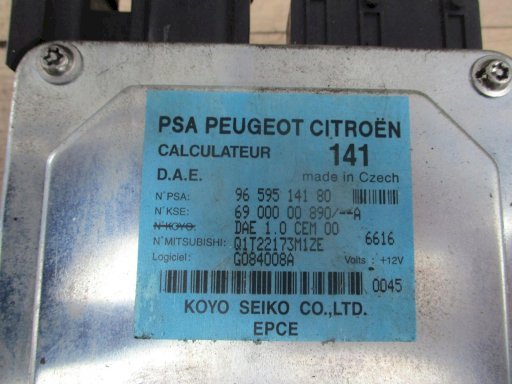 PSA PEUGEOT CITROËN
CALCULATEUR 141
D.A.E. made in Czech
N°PSA: 96 595 141 80
N°KSE: 69 000 00 890/--A
N°KOYO: DAE 1.0 CEM 00
N°MITSUBISHI: Q1T22173M1ZE 6616
Logiciel: G084008A Volts : +12V
0045
KOYO SEIKO CO.,LTD.
EPCE